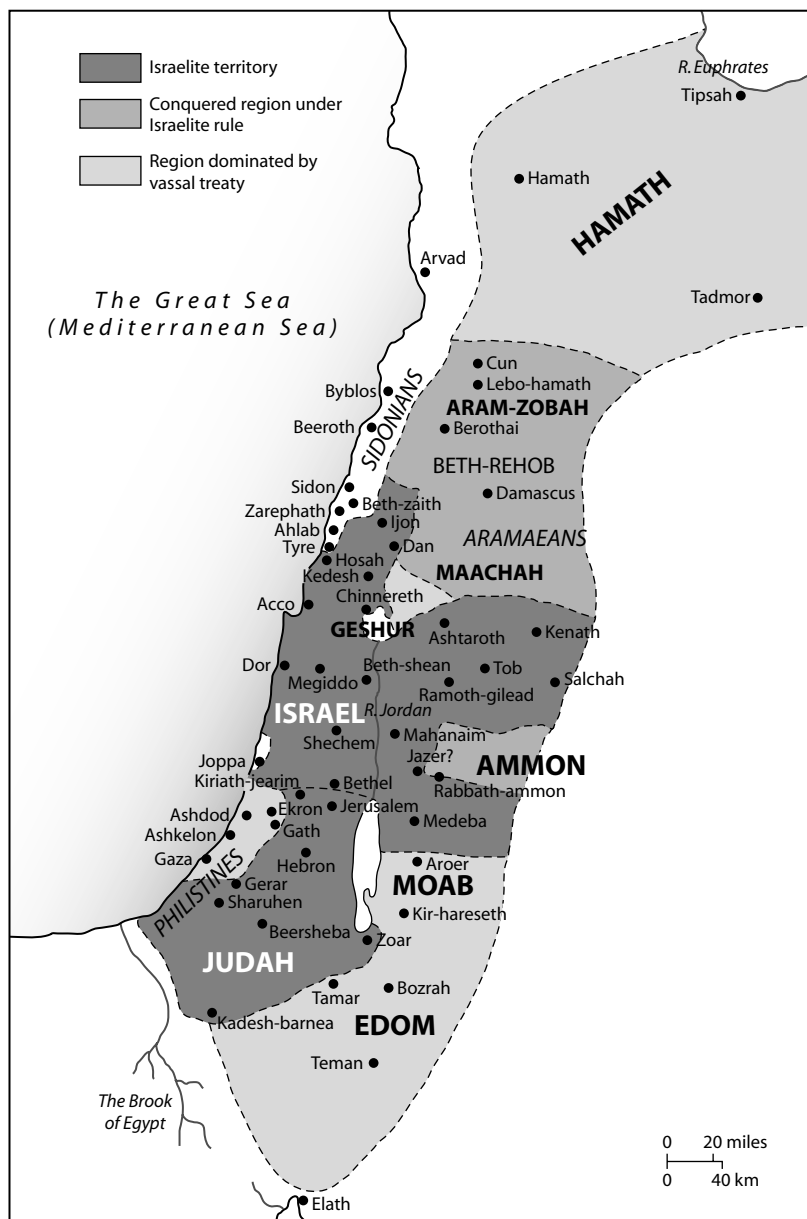 Israelite territory
Conquered region under
Israelite rule
Region dominated by
vassal treaty
R. Euphrates
Tipsah
Hamath
HAMATH
Arvad
The Great Sea
(Mediterranean Sea)
Tadmor
Cun
Lebo-hamath
ARAM-ZOBAH
Byblos
Beeroth
SIDONIANS
Berothai
BETH-REHOB
Sidon
Damascus
Zarephath
Beth-zaith
Ijon
Ahlab
ARAMAEANS
Tyre
Dan
Hosah
MAACHAH
Kedesh
Chinnereth
Acco
GESHUR
Ashtaroth
Kenath
Dor
Beth-shean
Tob
Megiddo
Ramoth-gilead
Salchah
ISRAEL
R. Jordan
Shechem
Mahanaim
Joppa
Jazer?
AMMON
Kiriath-jearim
Bethel
Rabbath-ammon
Ashdod
Ekron
Jerusalem
Ashkelon
Gath
Medeba
Gaza
Hebron
Aroer
PHILISTINES
MOAB
Gerar
Sharuhen
Kir-hareseth
Beersheba
Zoar
JUDAH
Tamar
Bozrah
Kadesh-barnea
EDOM
Teman
The Brook
of Egypt
0 20 miles
0 40 km
Elath